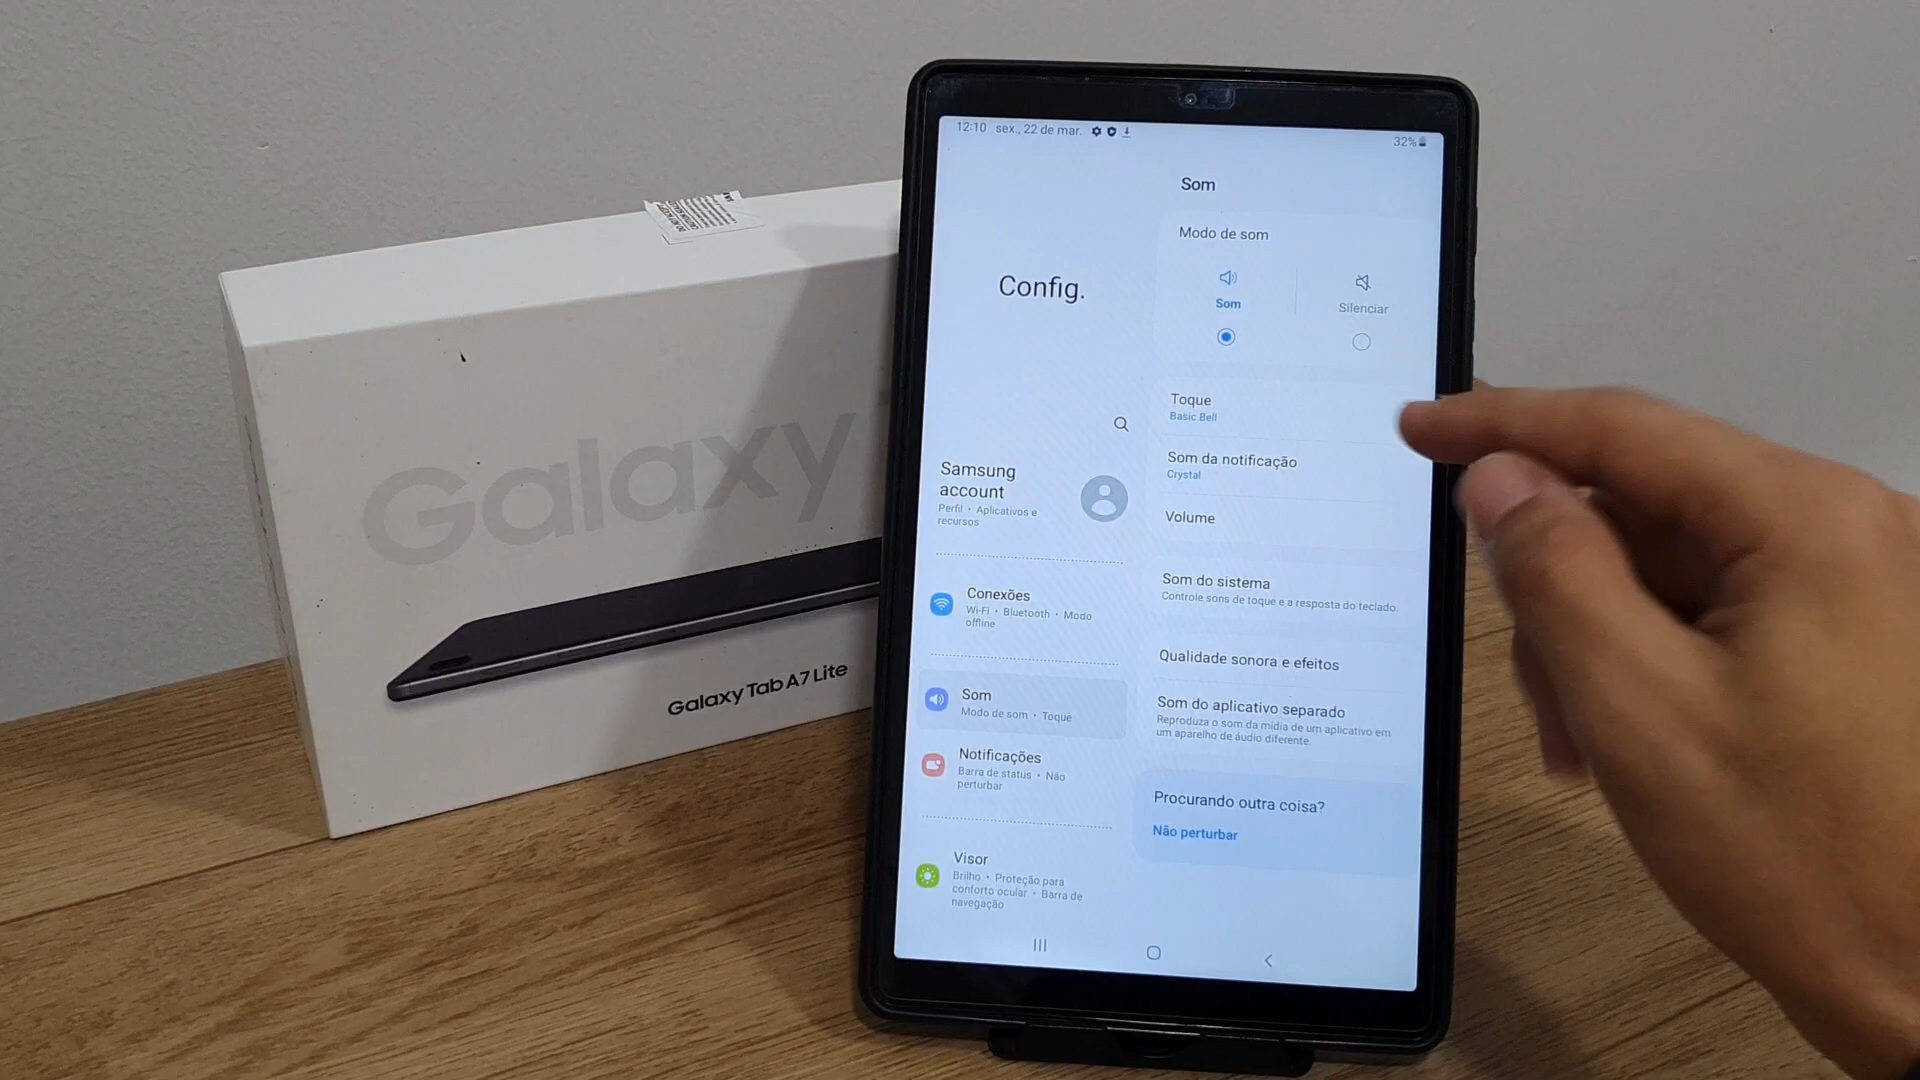 Galaxy
Galaxy Tab A7 Lite
12:10 sex., 22 de mar.
32%
Config.
Samsung
account
Perfil • Aplicativos e
recursos
Conexões
Wi-Fi • Bluetooth • Modo
offline
Som
Modo de som • Toque
Notificações
Barra de status • Não
perturbar
Visor
Brilho • Proteção para
conforto ocular • Barra de
navegação
Som
Modo de som
Som
Silenciar
Toque
Basic Bell
Som da notificação
Crystal
Volume
Som do sistema
Controle sons de toque e a resposta do teclado.
Qualidade sonora e efeitos
Som do aplicativo separado
Reproduza o som da mídia de um aplicativo em
um aparelho de áudio diferente.
Procurando outra coisa?
Não perturbar